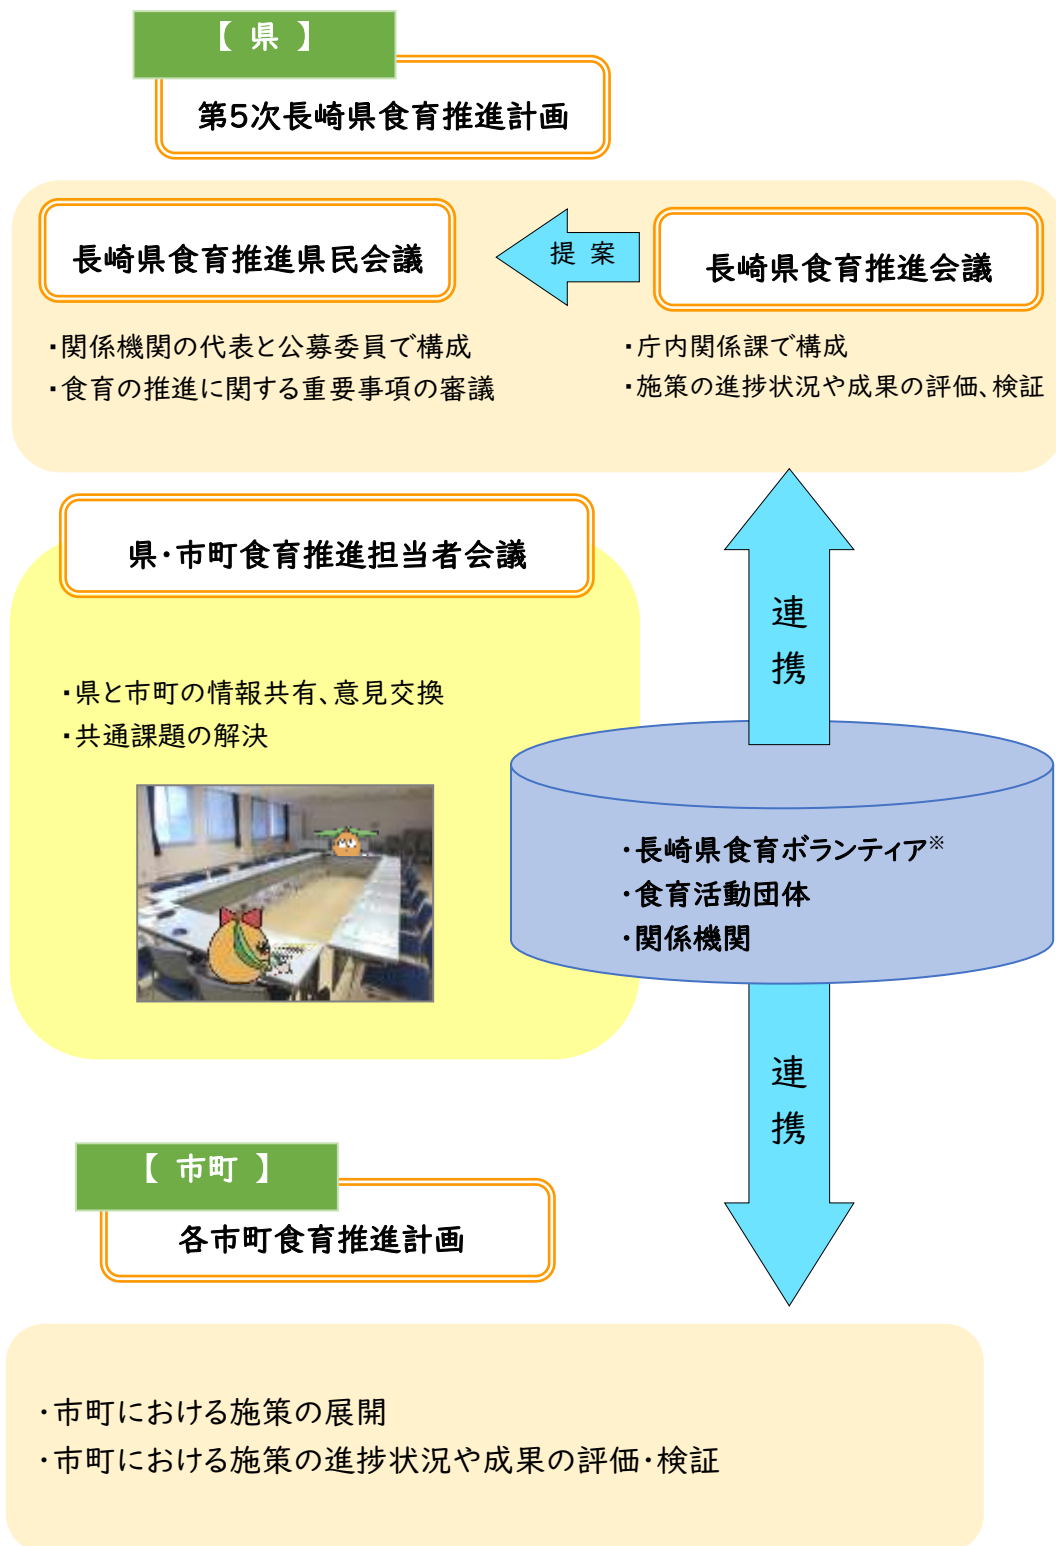 【 県 】
第5次長崎県食育推進計画
長崎県食育推進県民会議
提 案
長崎県食育推進会議
・関係機関の代表と公募委員で構成
・食育の推進に関する重要事項の審議
・庁内関係課で構成
・施策の進捗状況や成果の評価、検証
県・市町食育推進担当者会議
・県と市町の情報共有、意見交換
・共通課題の解決
連
携
・長崎県食育ボランティア※
・食育活動団体
・関係機関
連
携
【 市町 】
各市町食育推進計画
・市町における施策の展開
・市町における施策の進捗状況や成果の評価・検証